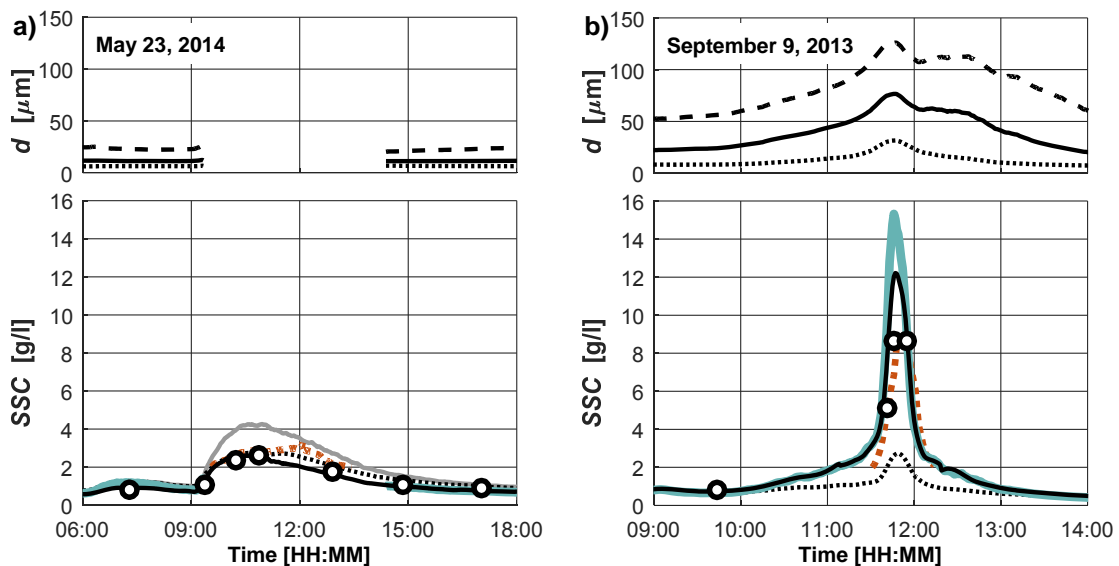 a)
May 23, 2014
150
100
50
0
d [μm]
16
14
12
10
8
6
4
2
0
SSC [g/l]
06:00 09:00 12:00 15:00 18:00
Time [HH:MM]
b)
September 9, 2013
150
100
50
0
d [μm]
16
14
12
10
8
6
4
2
0
SSC [g/l]
09:00 10:00 11:00 12:00 13:00 14:00
Time [HH:MM]